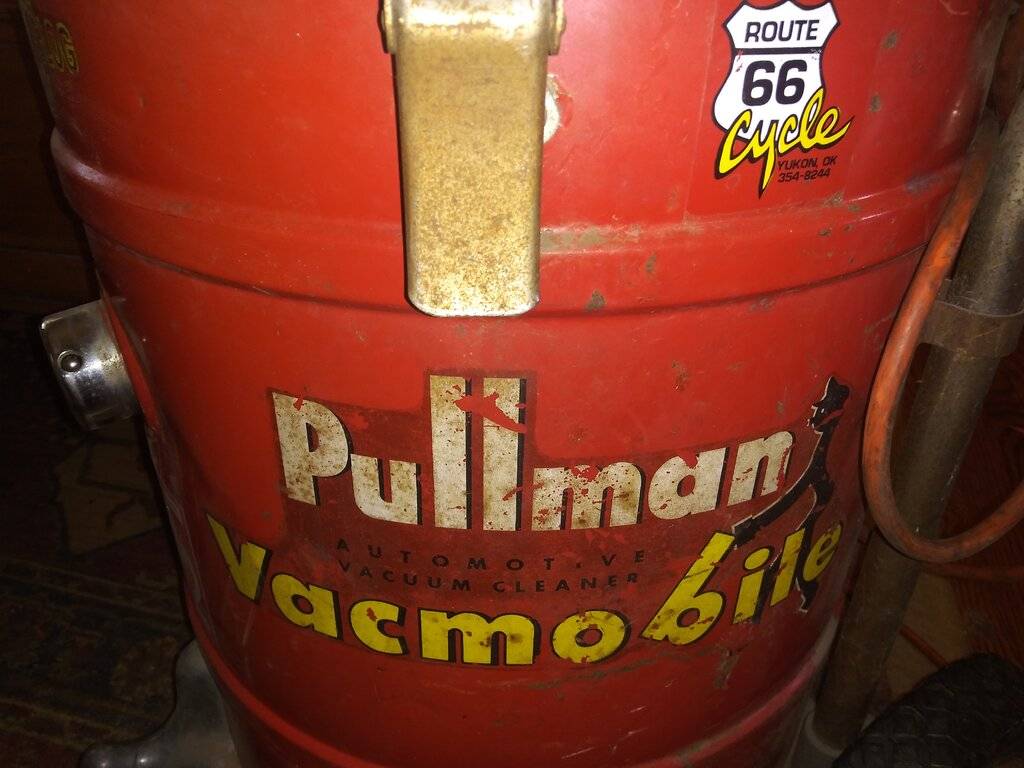 ROUTE
66
Cycle
YUKON, OK
354-8244
Pullman
AUTOMOTIVE
VACUUM CLEANER
Vacmobile